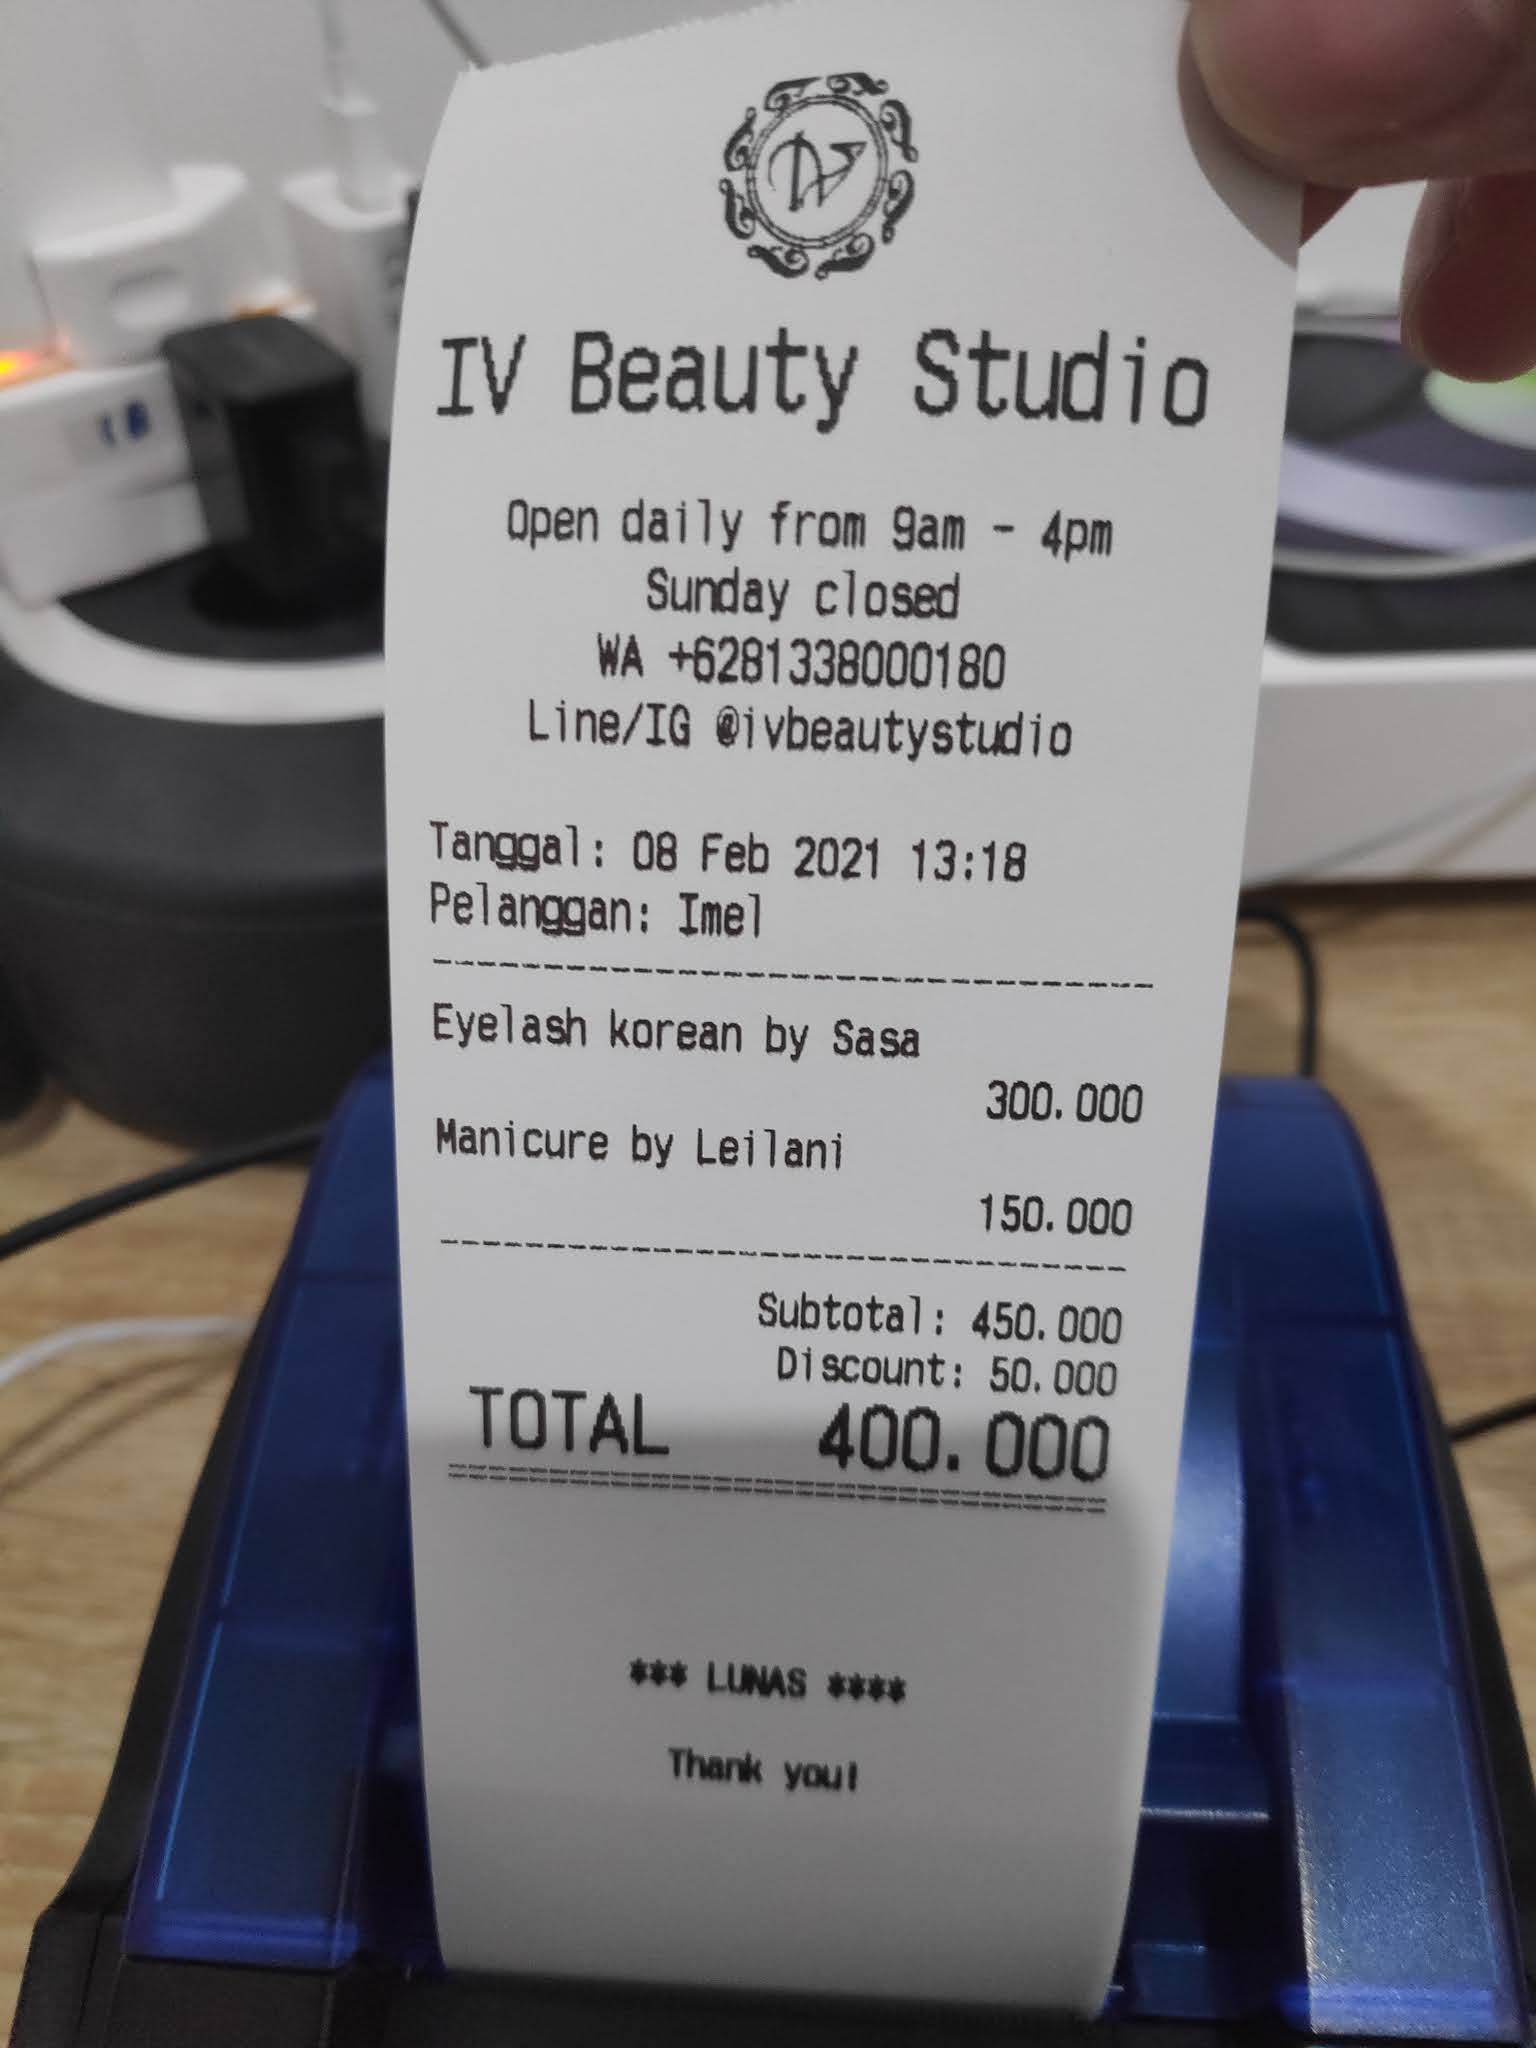 IV Beauty Studio
Open daily from 9am - 4pm
Sunday closed
WA +6281338000180
Line/IG @ivbeautystudio
Tanggal: 08 Feb 2021 13:18
Pelanggan: Imel
Eyelash korean by Sasa
300.000
Manicure by Leilani
150.000
Subtotal: 450.000
Discount: 50.000
TOTAL 400.000
*** LUNAS ****
Thank you!